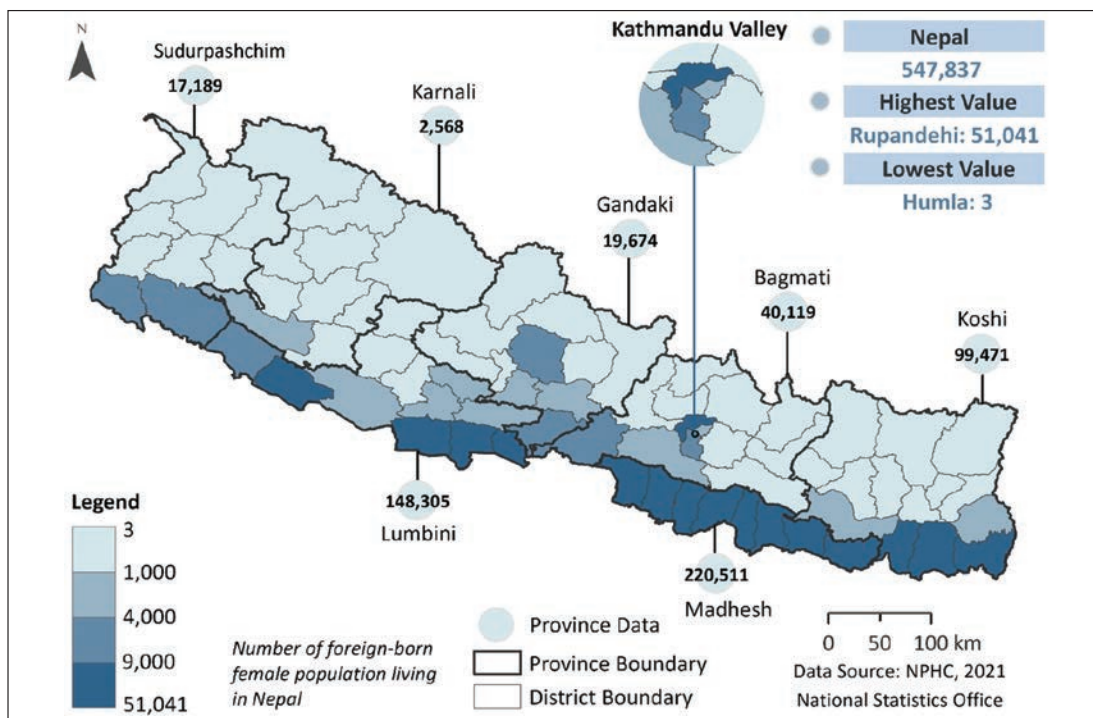 N
Sudurpashchim
17,189
Karnali
2,568
Gandaki
19,674
Kathmandu Valley
Bagmati
40,119
Koshi
99,471
Nepal
547,837
Highest Value
Rupandehi: 51,041
Lowest Value
Humla: 3
148,305
Lumbini
220,511
Madhesh
Legend
3
1,000
4,000
9,000
51,041
Number of foreign-born
female population living
in Nepal
Province Data
Province Boundary
District Boundary
0 50 100 km
Data Source: NPHC, 2021
National Statistics Office